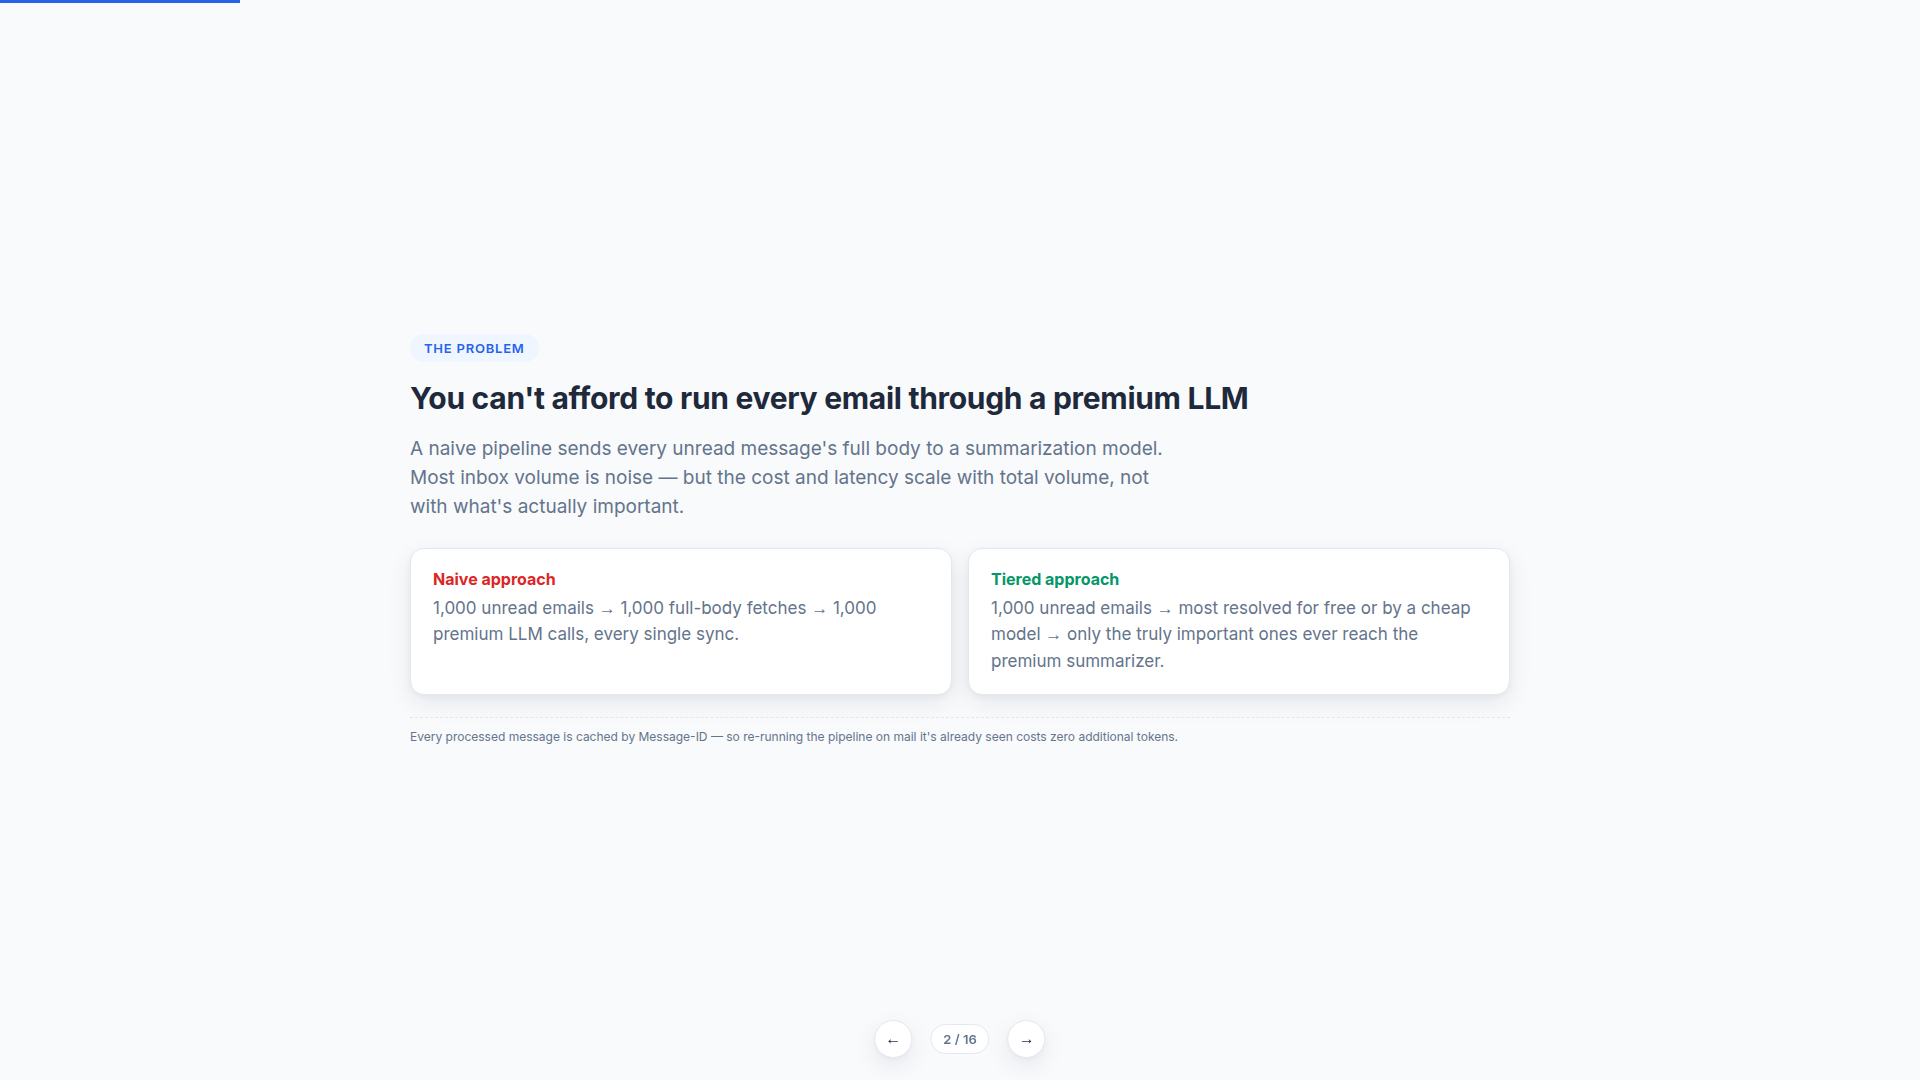 THE PROBLEM
You can't afford to run every email through a premium LLM
A naive pipeline sends every unread message's full body to a summarization model.
Most inbox volume is noise — but the cost and latency scale with total volume, not
with what's actually important.
Naive approach
1,000 unread emails → 1,000 full-body fetches → 1,000
premium LLM calls, every single sync.
Tiered approach
1,000 unread emails → most resolved for free or by a cheap
model → only the truly important ones ever reach the
premium summarizer.
Every processed message is cached by Message-ID — so re-running the pipeline on mail it's already seen costs zero additional tokens.
← 2 / 16 →